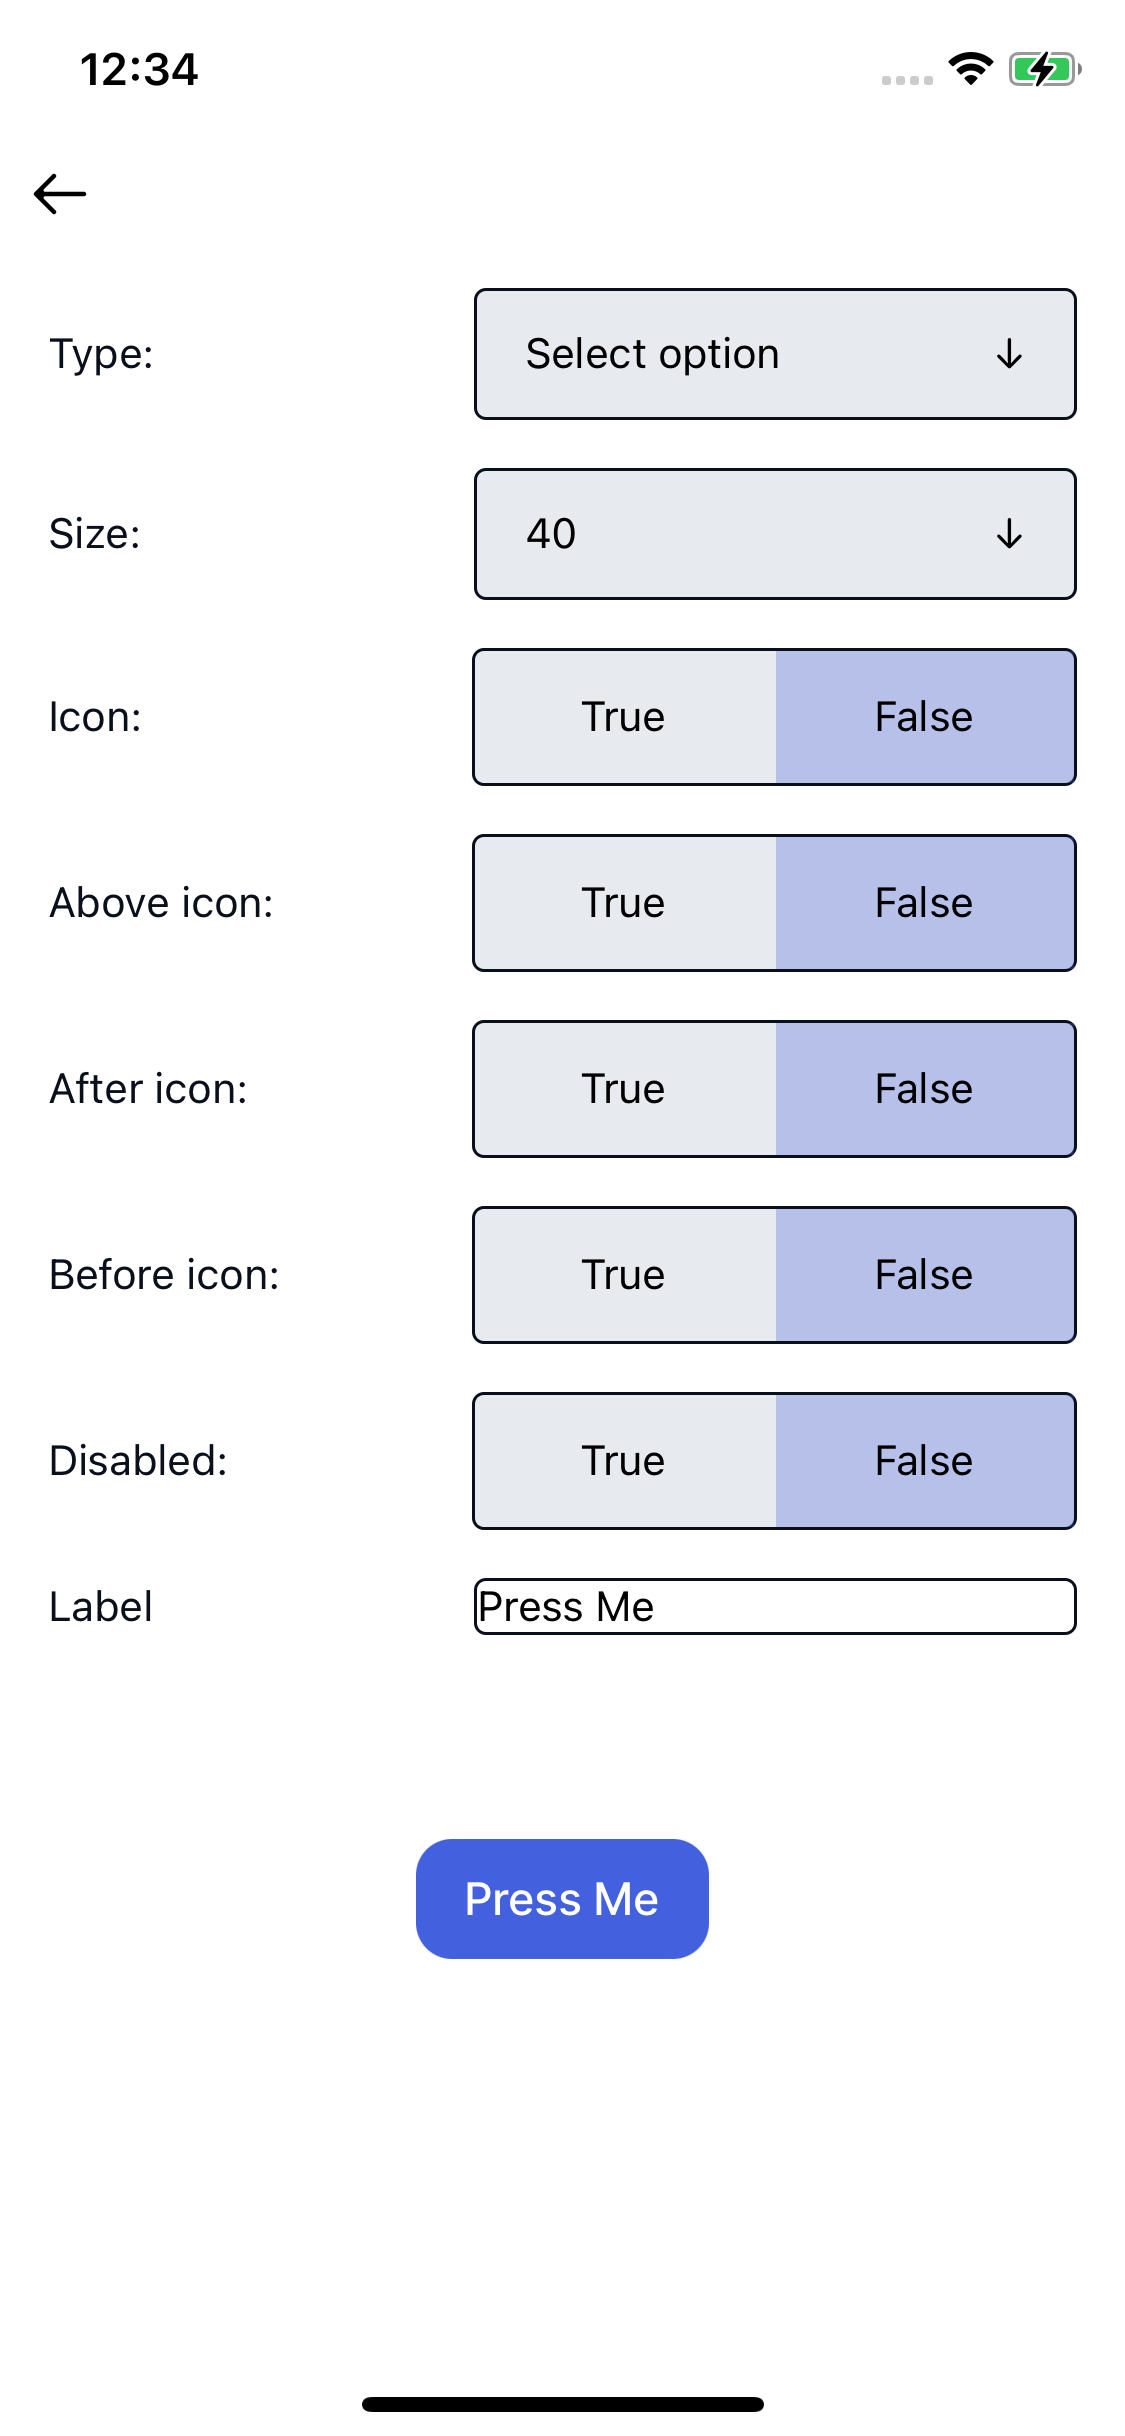 12:34
Type: Select option
Size: 40
Icon: True False
Above icon: True False
After icon: True False
Before icon: True False
Disabled: True False
Label Press Me
Press Me